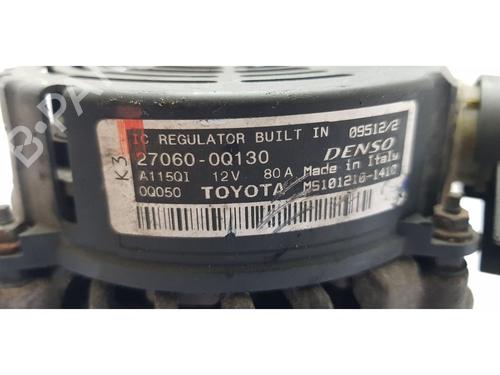 B-PARTS
K3
IC REGULATOR BUILT IN 09512/2
27060-0Q130 DENSO
A115QI 12V 80A Made in Italy
0Q050 TOYOTA MS101210-1410